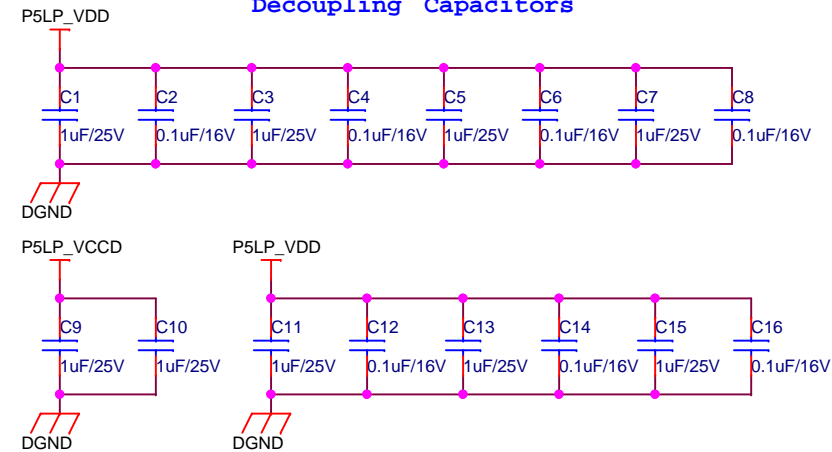 Decoupling Capacitors
P5LP_VDD
C1 C2 C3 C4 C5 C6 C7 C8
1uF/25V 0.1uF/16V 1uF/25V 0.1uF/16V 1uF/25V 0.1uF/16V 1uF/25V 0.1uF/16V
DGND
P5LP_VCCD P5LP_VDD
C9 C10 C11 C12 C13 C14 C15 C16
1uF/25V 1uF/25V 1uF/25V 0.1uF/16V 1uF/25V 0.1uF/16V 1uF/25V 0.1uF/16V
DGND DGND